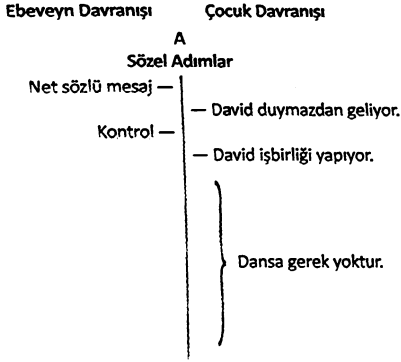 Ebeveyn Davranışı Çocuk Davranışı
A
Sözel Adımlar
Net sözlü mesaj
David duymazdan geliyor.
Kontrol
David işbirliği yapıyor.
Dansa gerek yoktur.